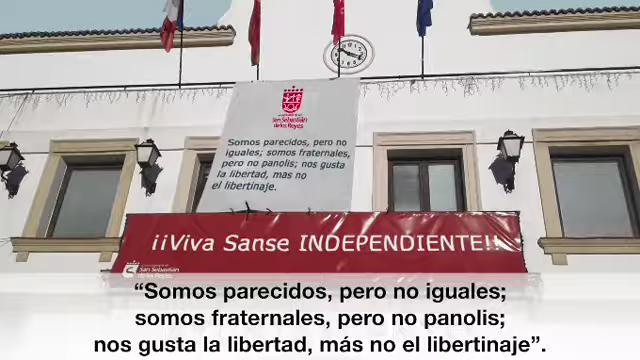 San Sebastián
de los Reyes
Somos parecidos, pero no
iguales; somos fraternales,
pero no panolis; nos gusta
la libertad, mas no
el libertinaje.
¡¡Viva Sanse INDEPENDIENTE!!
San Sebastián
de los Reyes
“Somos parecidos, pero no iguales;
somos fraternales, pero no panolis;
nos gusta la libertad, más no el libertinaje”.